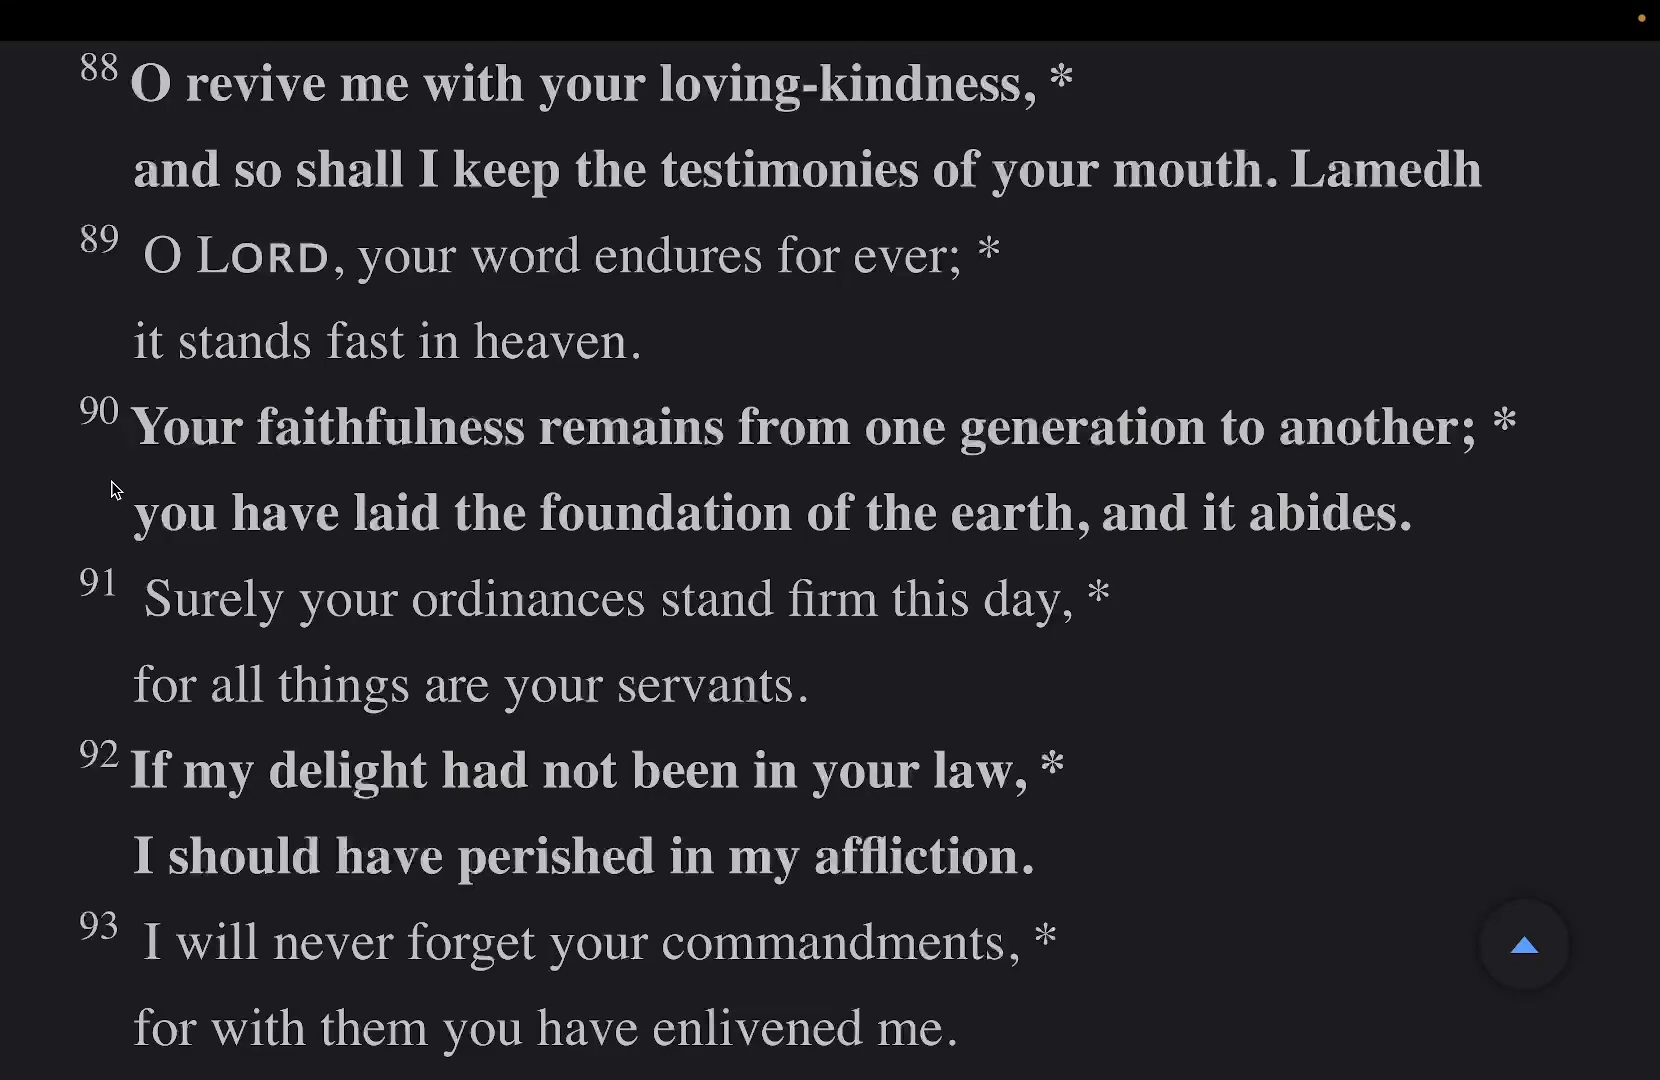 88 O revive me with your loving-kindness, *
and so shall I keep the testimonies of your mouth. Lamedh
89 O LORD, your word endures for ever; *
it stands fast in heaven.
90 Your faithfulness remains from one generation to another; *
you have laid the foundation of the earth, and it abides.
91 Surely your ordinances stand firm this day, *
for all things are your servants.
92 If my delight had not been in your law, *
I should have perished in my affliction.
93 I will never forget your commandments, *
for with them you have enlivened me.